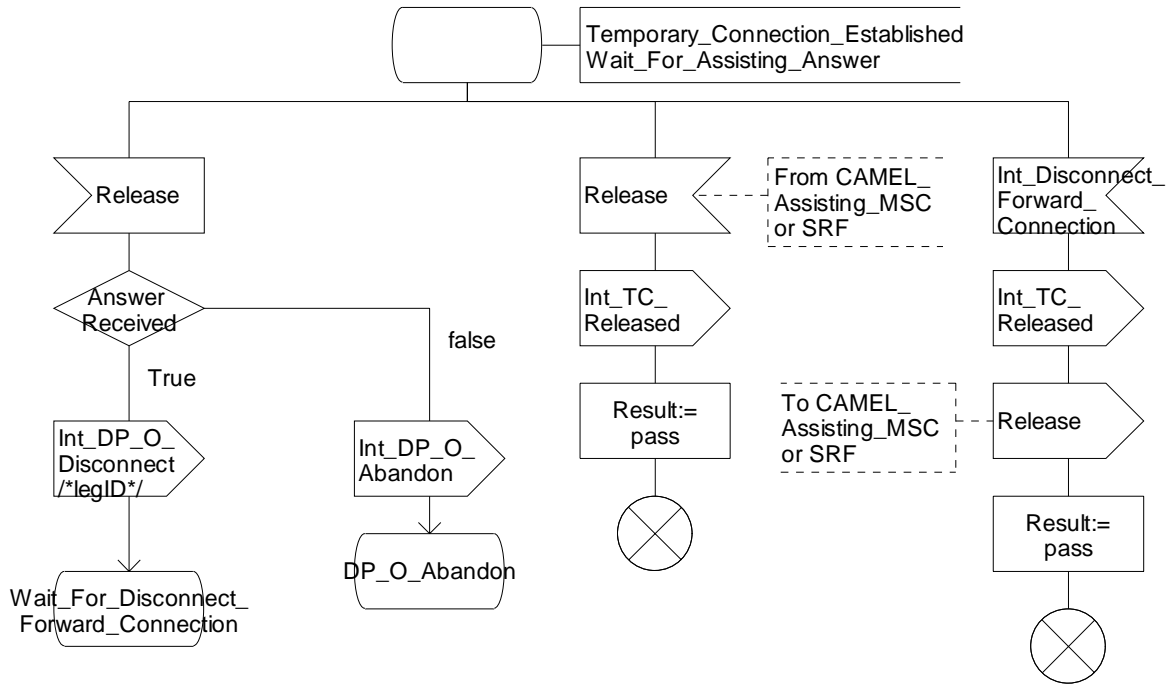 Temporary_Connection_Established
Wait_For_Assisting_Answer
Release
Release
From CAMEL_
Assisting_MSC
or SRF
Int_Disconnect_
Forward_
Connection
Answer
Received
false
True
Int_TC_
Released
Int_TC_
Released
Int_DP_O_
Disconnect
/*legID*/
Int_DP_O_
Abandon
Result:=
pass
To CAMEL_
Assisting_MSC
or SRF
Release
Wait_For_Disconnect_
Forward_Connection
DP_O_Abandon
Result:=
pass